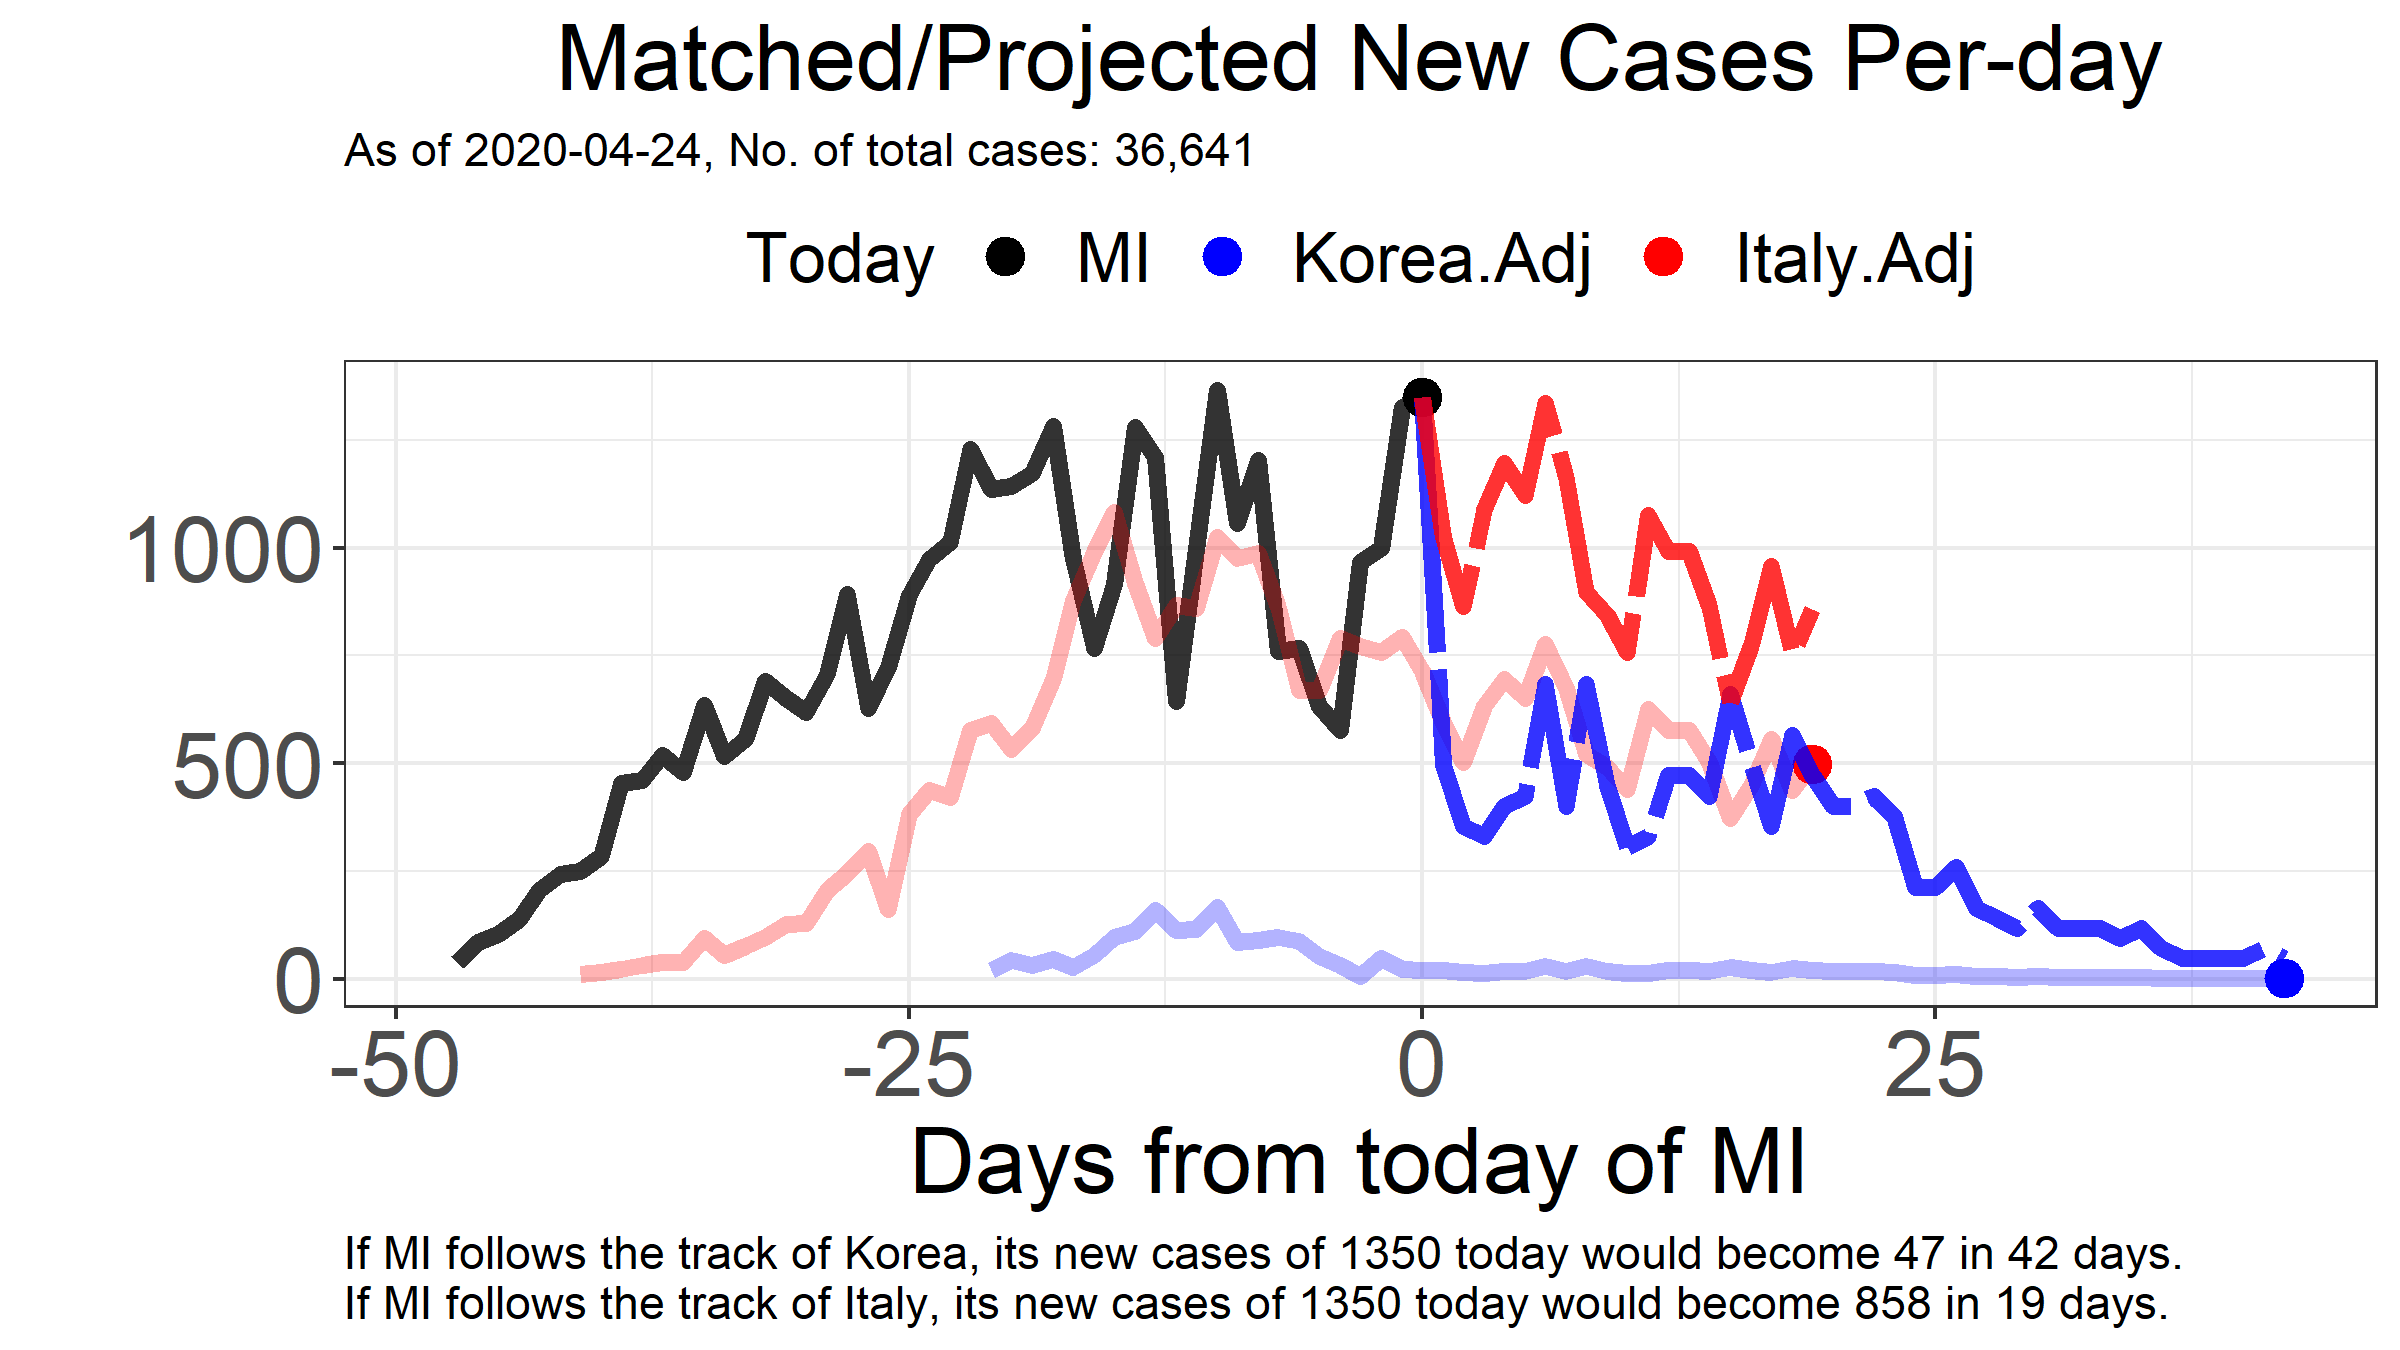 Matched/Projected New Cases Per-day
As of 2020-04-24, No. of total cases: 36,641
Today MI Korea.Adj Italy.Adj
1000
500
0
-50 -25 0 25
Days from today of MI
If MI follows the track of Korea, its new cases of 1350 today would become 47 in 42 days.
If MI follows the track of Italy, its new cases of 1350 today would become 858 in 19 days.